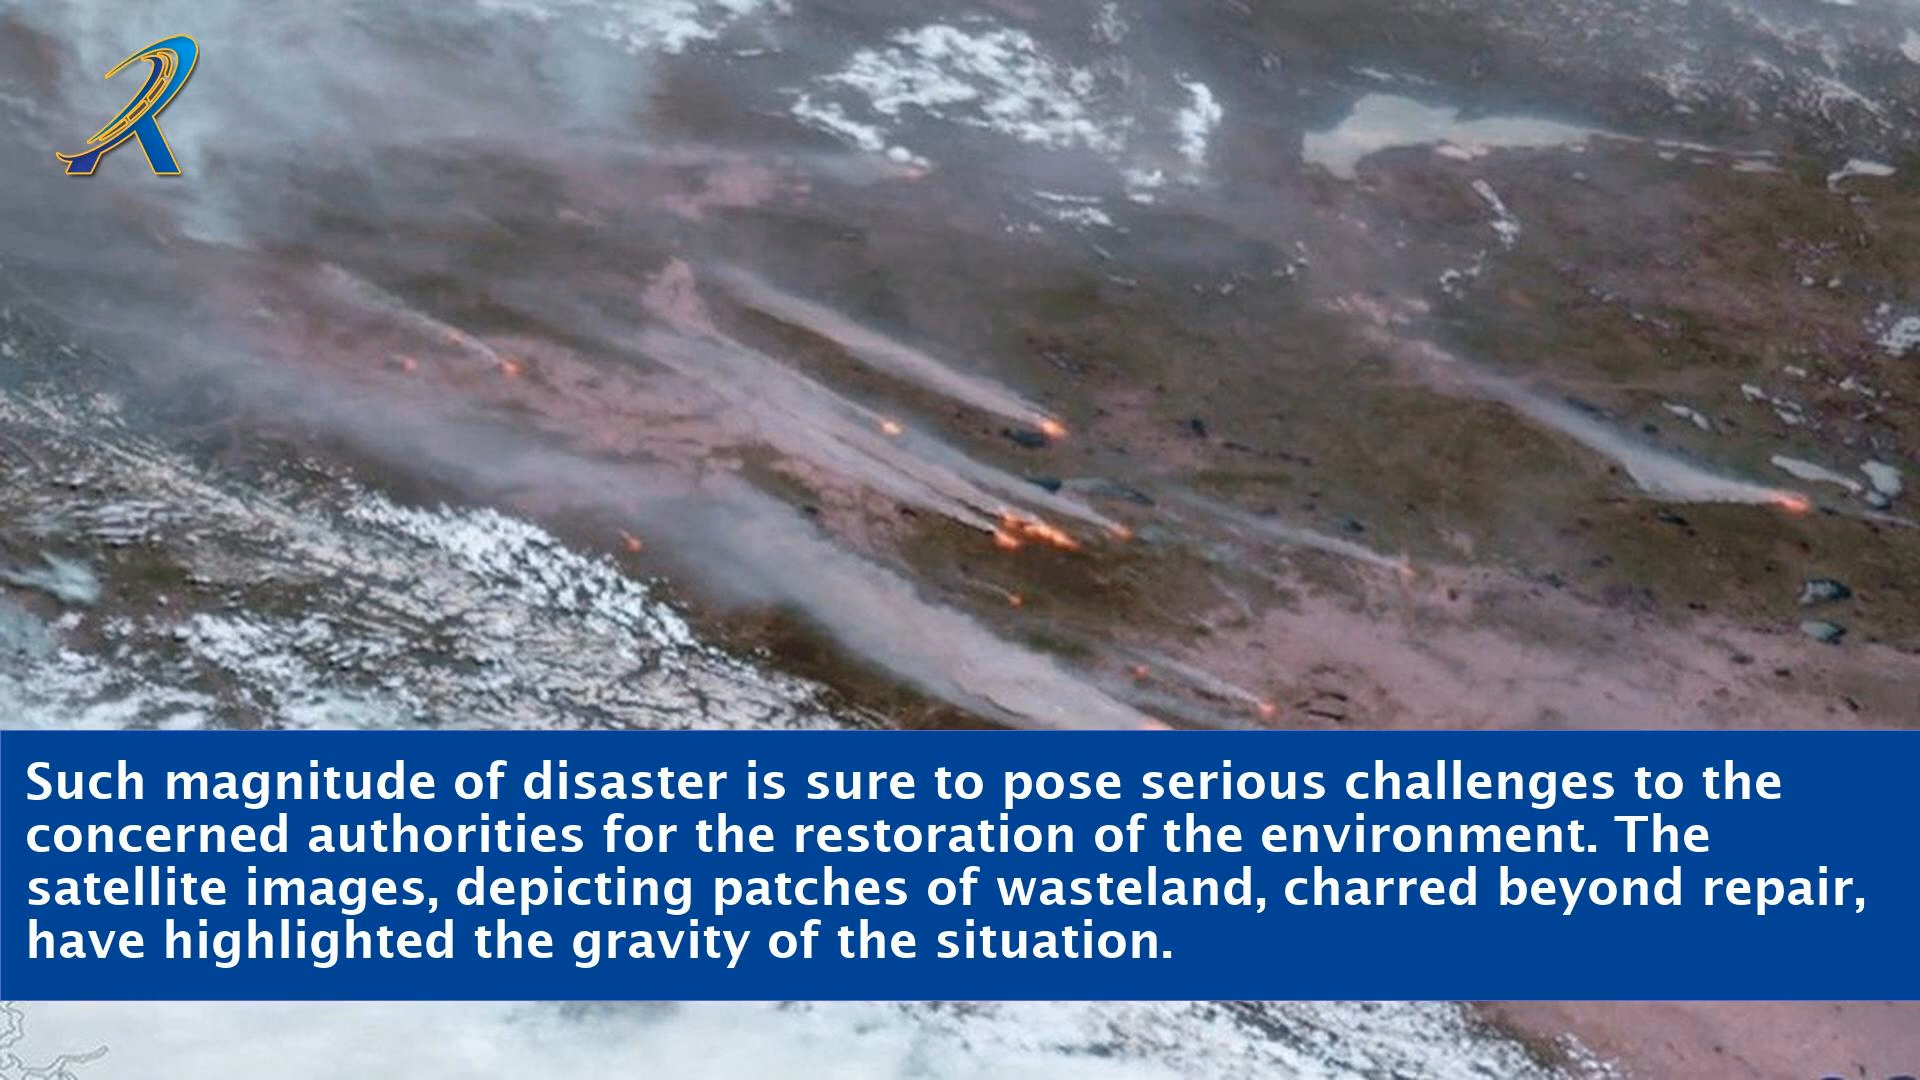 Such magnitude of disaster is sure to pose serious challenges to the
concerned authorities for the restoration of the environment. The
satellite images, depicting patches of wasteland, charred beyond repair,
have highlighted the gravity of the situation.